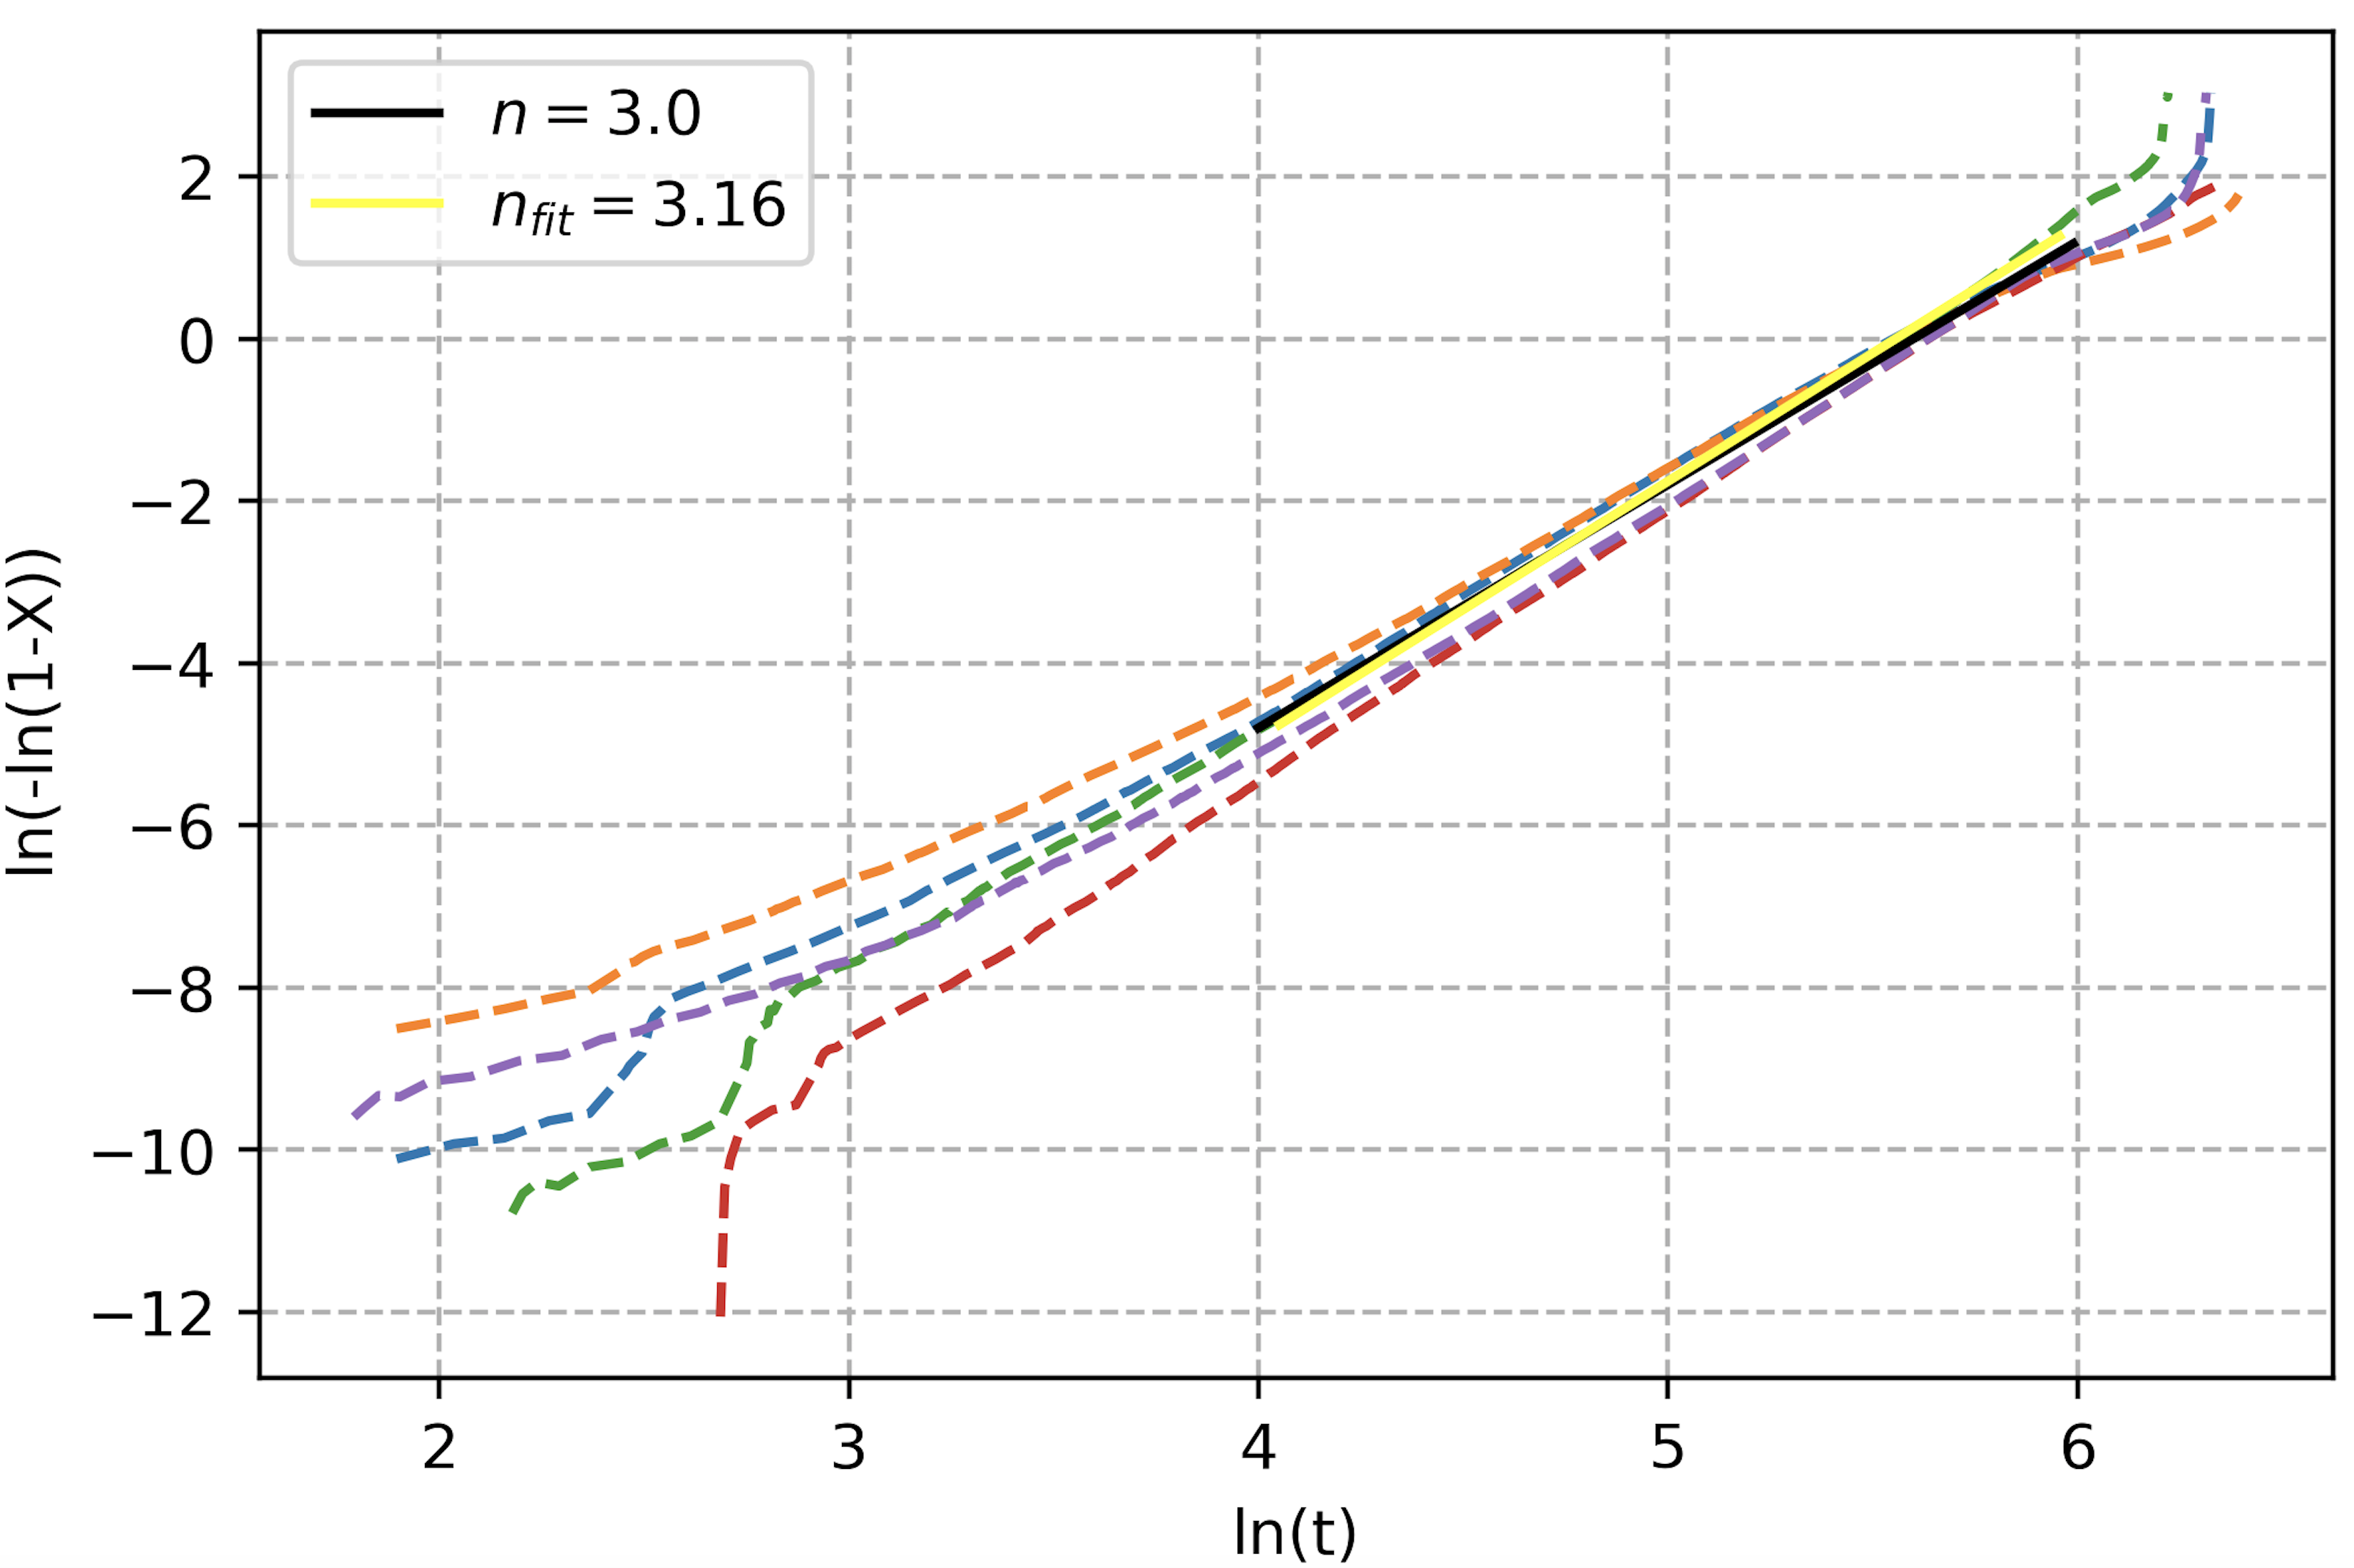 n = 3.0
n_fit = 3.16
2
0
−2
−4
−6
−8
−10
−12
ln(-ln(1-X))
2 3 4 5 6
ln(t)